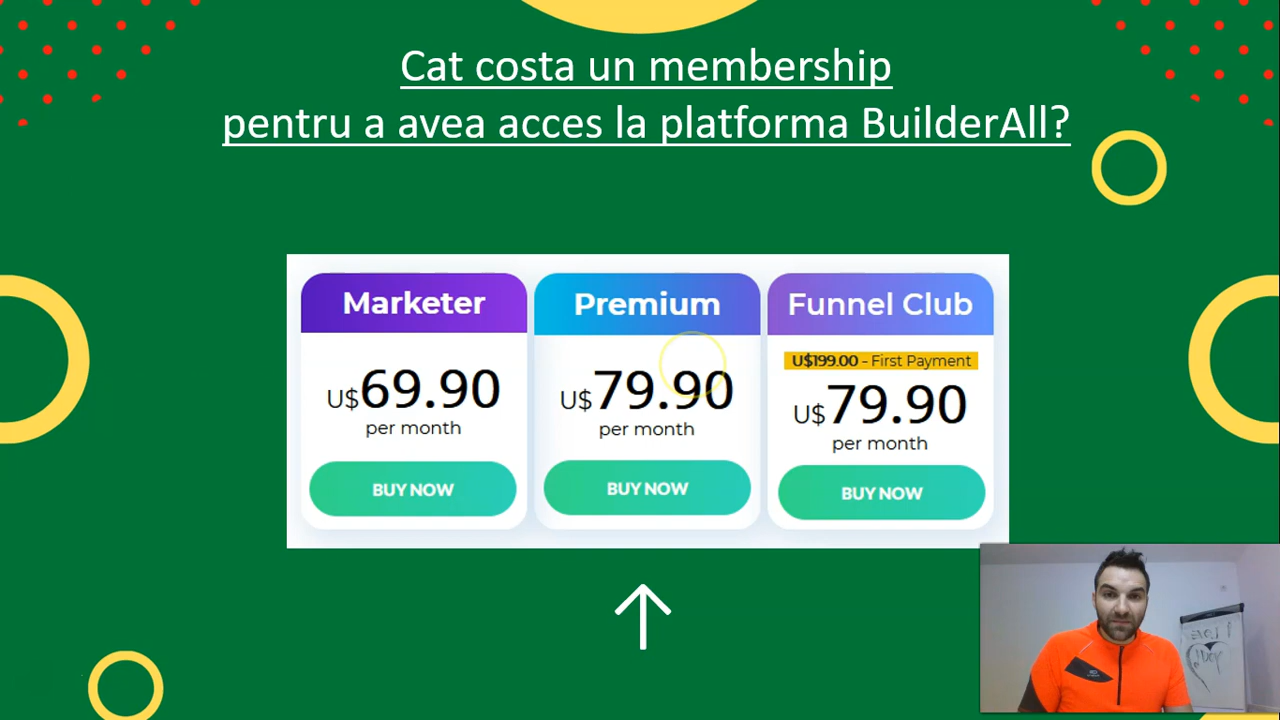 Cat costa un membership
pentru a avea acces la platforma BuilderAll?
Marketer
U$69.90
per month
BUY NOW
Premium
U$79.90
per month
BUY NOW
Funnel Club
U$199.00 - First Payment
U$79.90
per month
BUY NOW